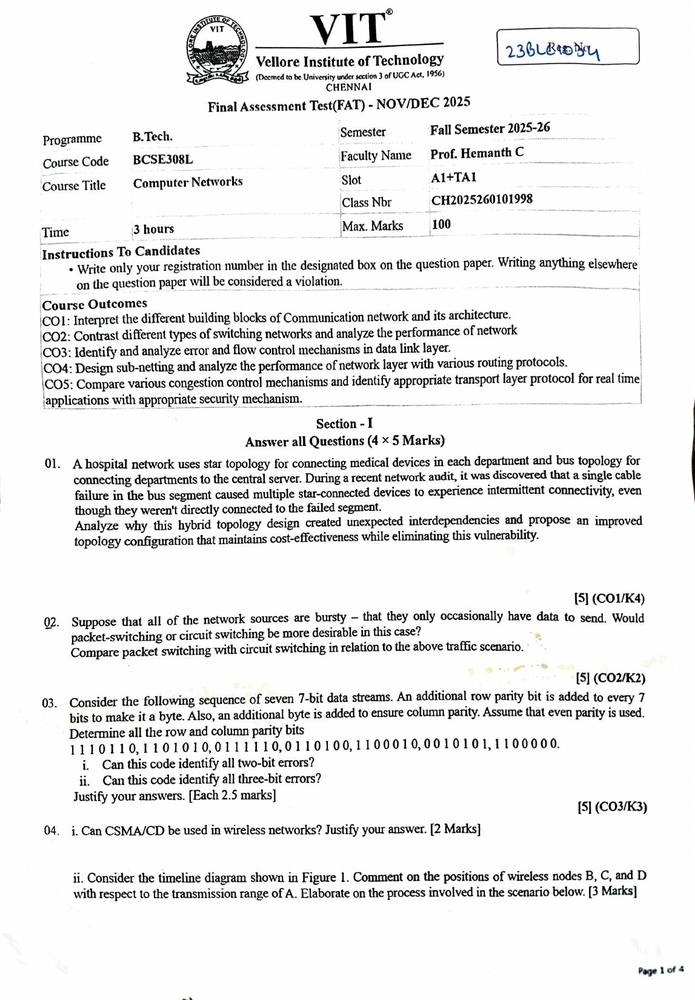 VIT®
VELLORE INSTITUTE OF TECHNOLOGY
VIT
Vellore Institute of Technology
(Deemed to be University under section 3 of UGC Act, 1956)
CHENNAI
Final Assessment Test(FAT) - NOV/DEC 2025
Programme B.Tech. Semester Fall Semester 2025-26
Course Code BCSE308L Faculty Name Prof. Hemanth C
Course Title Computer Networks Slot A1+TA1
Class Nbr CH2025260101998
Time 3 hours Max. Marks 100
Instructions To Candidates
• Write only your registration number in the designated box on the question paper. Writing anything elsewhere
on the question paper will be considered a violation.
Course Outcomes
CO1: Interpret the different building blocks of Communication network and its architecture.
CO2: Contrast different types of switching networks and analyze the performance of network
CO3: Identify and analyze error and flow control mechanisms in data link layer.
CO4: Design sub-netting and analyze the performance of network layer with various routing protocols.
CO5: Compare various congestion control mechanisms and identify appropriate transport layer protocol for real time
applications with appropriate security mechanism.
Section - I
Answer all Questions (4 × 5 Marks)
01. A hospital network uses star topology for connecting medical devices in each department and bus topology for
connecting departments to the central server. During a recent network audit, it was discovered that a single cable
failure in the bus segment caused multiple star-connected devices to experience intermittent connectivity, even
though they weren't directly connected to the failed segment.
Analyze why this hybrid topology design created unexpected interdependencies and propose an improved
topology configuration that maintains cost-effectiveness while eliminating this vulnerability.
[5] (CO1/K4)
02. Suppose that all of the network sources are bursty – that they only occasionally have data to send. Would
packet-switching or circuit switching be more desirable in this case?
Compare packet switching with circuit switching in relation to the above traffic scenario.
[5] (CO2/K2)
03. Consider the following sequence of seven 7-bit data streams. An additional row parity bit is added to every 7
bits to make it a byte. Also, an additional byte is added to ensure column parity. Assume that even parity is used.
Determine all the row and column parity bits
1 1 1 0 1 1 0, 1 1 0 1 0 1 0, 0 1 1 1 1 1 0, 0 1 1 0 1 0 0, 1 1 0 0 0 1 0, 0 0 1 0 1 0 1, 1 1 0 0 0 0 0.
i. Can this code identify all two-bit errors?
ii. Can this code identify all three-bit errors?
Justify your answers. [Each 2.5 marks]
[5] (CO3/K3)
04. i. Can CSMA/CD be used in wireless networks? Justify your answer. [2 Marks]
ii. Consider the timeline diagram shown in Figure 1. Comment on the positions of wireless nodes B, C, and D
with respect to the transmission range of A. Elaborate on the process involved in the scenario below. [3 Marks]
Page 1 of 4